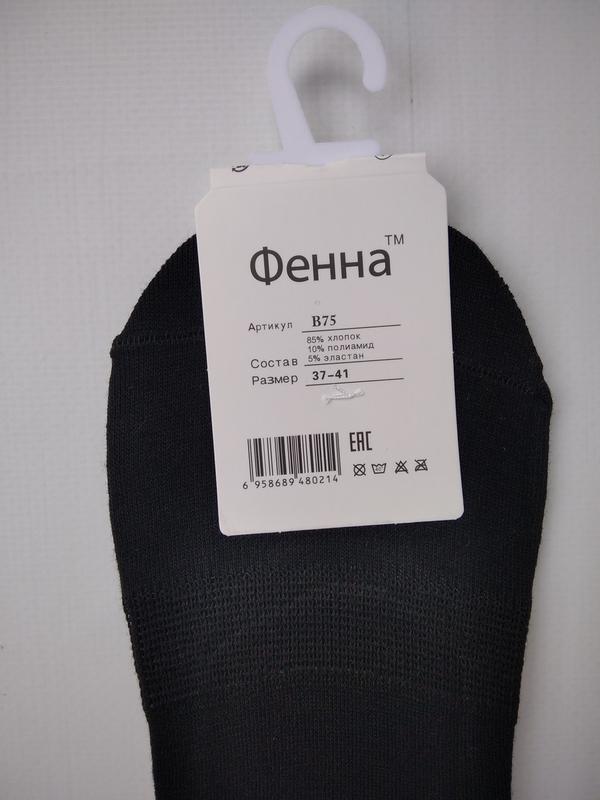 Фенна™
Артикул B75
85% хлопок
10% полиамид
Состав 5% эластан
Размер 37-41
EAC
6 958689 480214